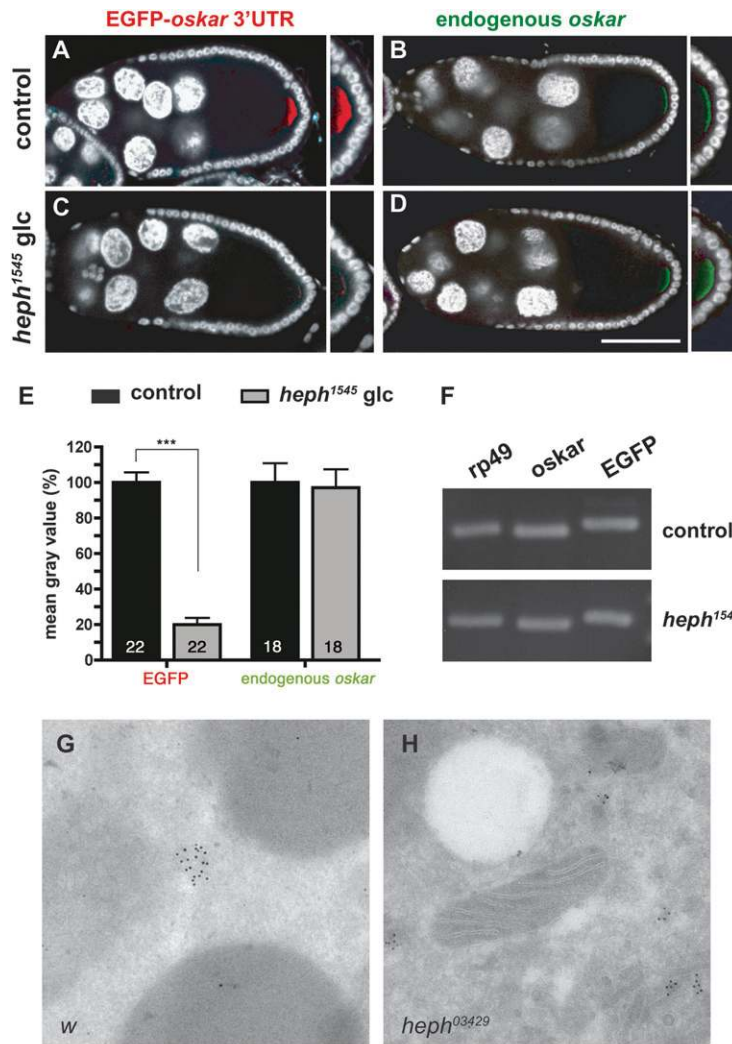 EGFP-oskar 3'UTR
endogenous oskar
A
B
control
C
D
heph1545 glc
E
control
heph1545 glc
F
***
mean gray value (%)
120
100
80
60
40
20
0
22
22
18
18
EGFP
endogenous oskar
rp49
oskar
EGFP
control
heph154
G
H
w
heph03429